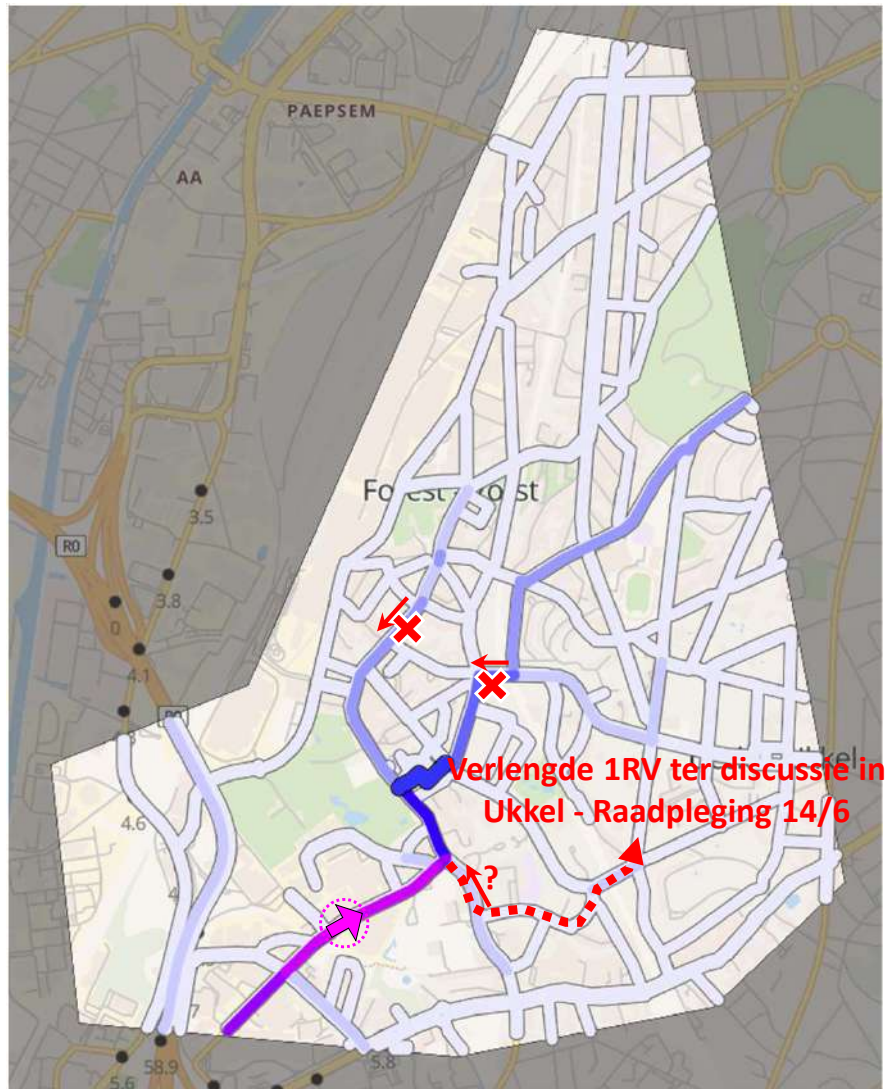 PAEPSEM
AA
Forest - Vorst
3.5
R0
3.8
0
4.1
Verlengde 1RV ter discussie in
Ukkel - Raadpleging 14/6
4.6
?
58.9
5.8
5.6